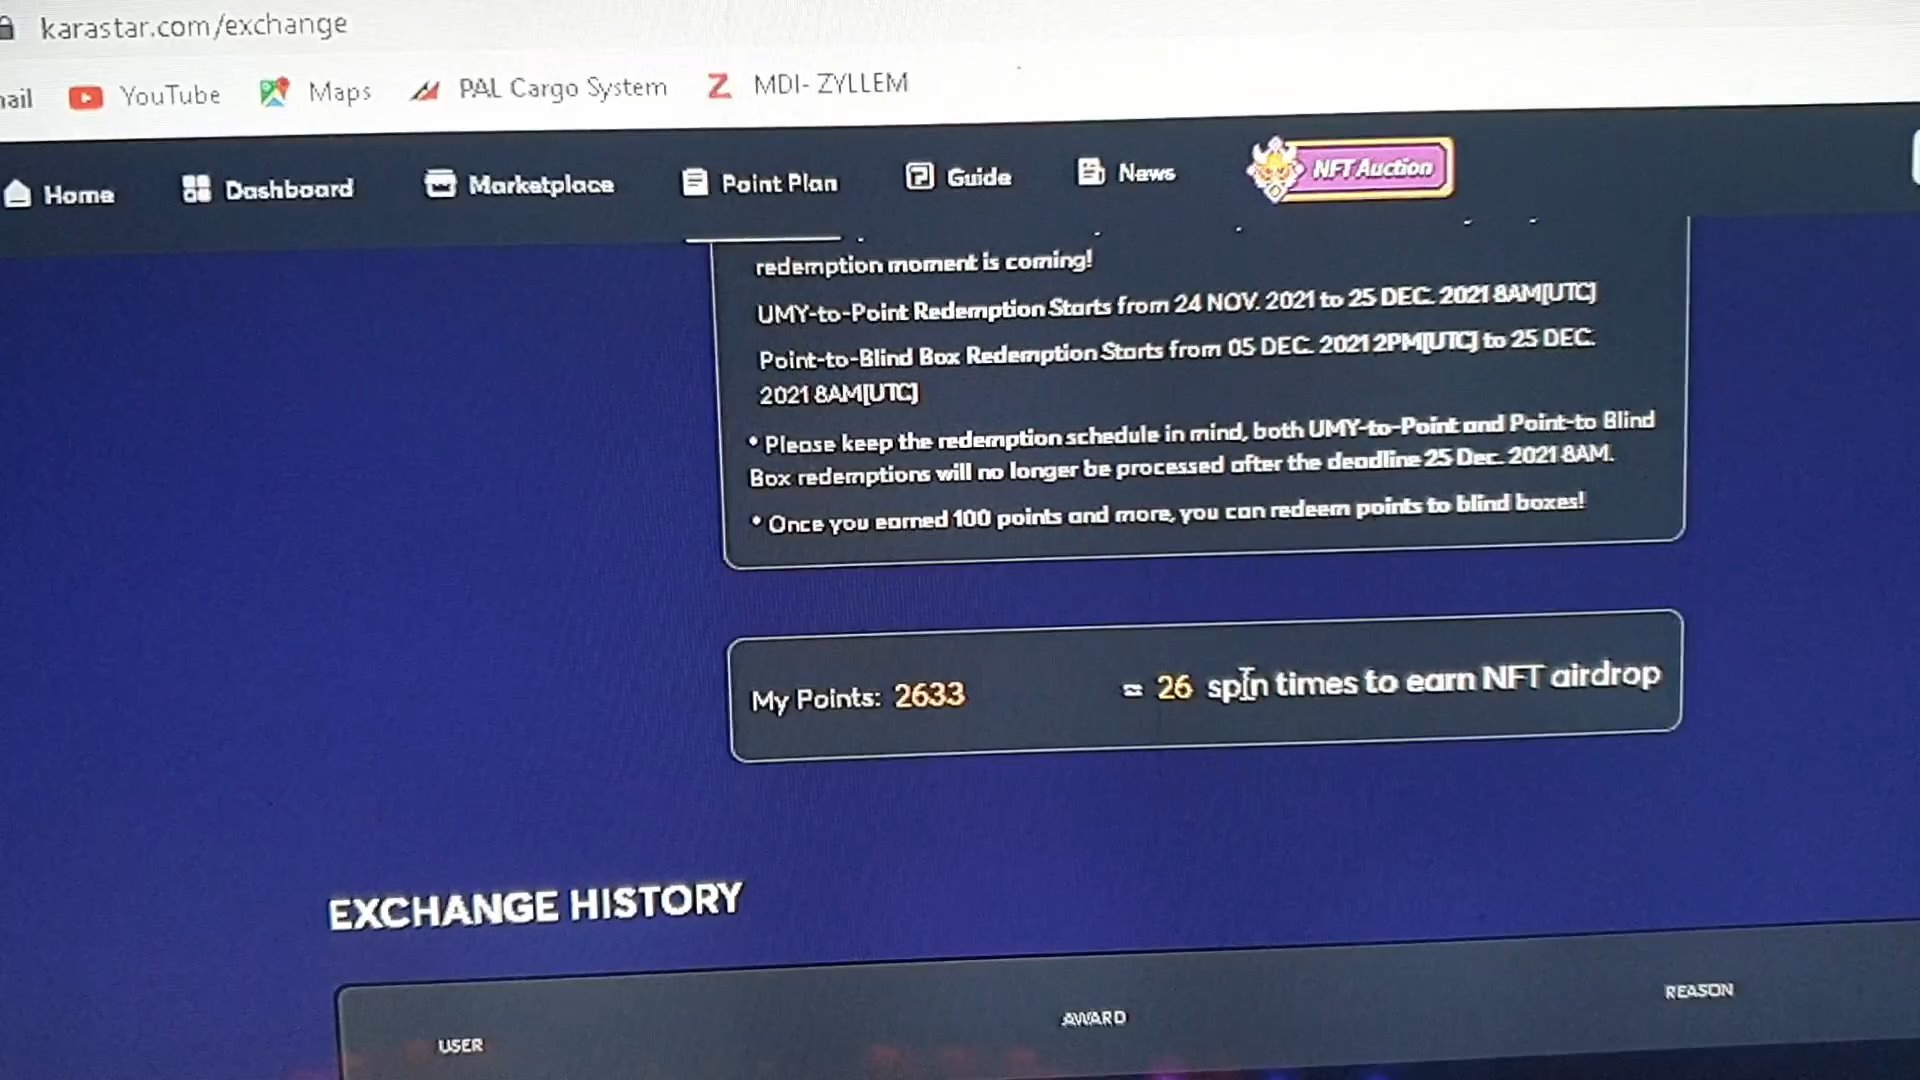 karastar.com/exchange
ail YouTube Maps PAL Cargo System MDI- ZYLLEM
Home Dashboard Marketplace Point Plan Guide News NFT Auction
redemption moment is coming!
UMY-to-Point Redemption Starts from 24 NOV. 2021 to 25 DEC. 2021 8AM[UTC]
Point-to-Blind Box Redemption Starts from 05 DEC. 2021 2PM[UTC] to 25 DEC.
2021 8AM[UTC]
* Please keep the redemption schedule in mind, both UMY-to-Point and Point-to Blind
Box redemptions will no longer be processed after the deadline 25 Dec. 2021 8AM.
* Once you earned 100 points and more, you can redeem points to blind boxes!
My Points: 2633 ≈ 26 spin times to earn NFT airdrop
EXCHANGE HISTORY
USER AWARD REASON